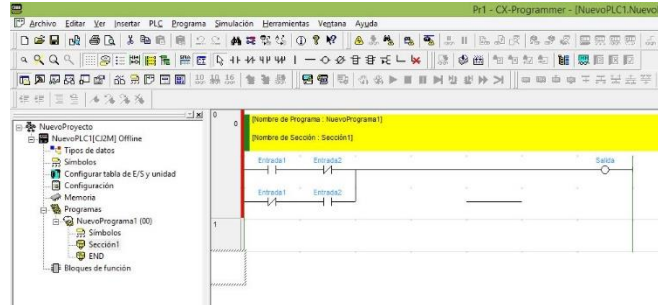 Pr1 - CX-Programmer - [NuevoPLC1.Nuevo
Archivo Editar Ver Insertar PLC Programa Simulación Herramientas Ventana Ayuda
NuevoProyecto
NuevoPLC1[CJ2M] Offline
Tipos de datos
Símbolos
Configurar tabla de E/S y unidad
Configuración
Memoria
Programas
NuevoPrograma1 (00)
Símbolos
Sección1
END
Bloques de función
0
0
[Nombre de Programa : NuevoPrograma1]
[Nombre de Sección : Sección1]
Entrada1 Entrada2 Salida
Entrada1 Entrada2
1